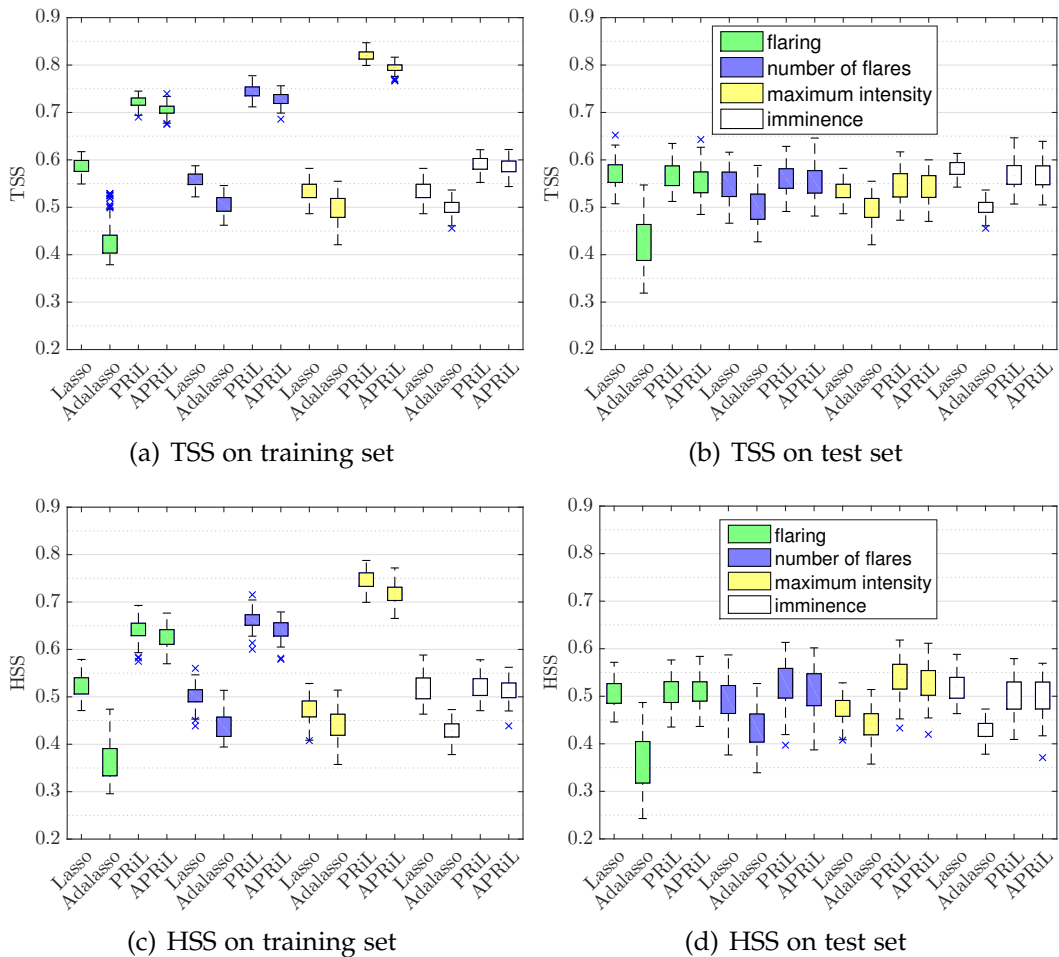 0.9
0.8
0.7
0.6
0.5
0.4
0.3
0.2
TSS
Lasso
Adalasso
PRiL
APRiL
Lasso
Adalasso
PRiL
APRiL
Lasso
Adalasso
PRiL
APRiL
Lasso
Adalasso
PRiL
APRiL
(a) TSS on training set
0.9
0.8
0.7
0.6
0.5
0.4
0.3
0.2
TSS
flaring
number of flares
maximum intensity
imminence
Lasso
Adalasso
PRiL
APRiL
Lasso
Adalasso
PRiL
APRiL
Lasso
Adalasso
PRiL
APRiL
Lasso
Adalasso
PRiL
APRiL
(b) TSS on test set
0.9
0.8
0.7
0.6
0.5
0.4
0.3
0.2
HSS
Lasso
Adalasso
PRiL
APRiL
Lasso
Adalasso
PRiL
APRiL
Lasso
Adalasso
PRiL
APRiL
Lasso
Adalasso
PRiL
APRiL
(c) HSS on training set
0.9
0.8
0.7
0.6
0.5
0.4
0.3
0.2
HSS
flaring
number of flares
maximum intensity
imminence
Lasso
Adalasso
PRiL
APRiL
Lasso
Adalasso
PRiL
APRiL
Lasso
Adalasso
PRiL
APRiL
Lasso
Adalasso
PRiL
APRiL
(d) HSS on test set